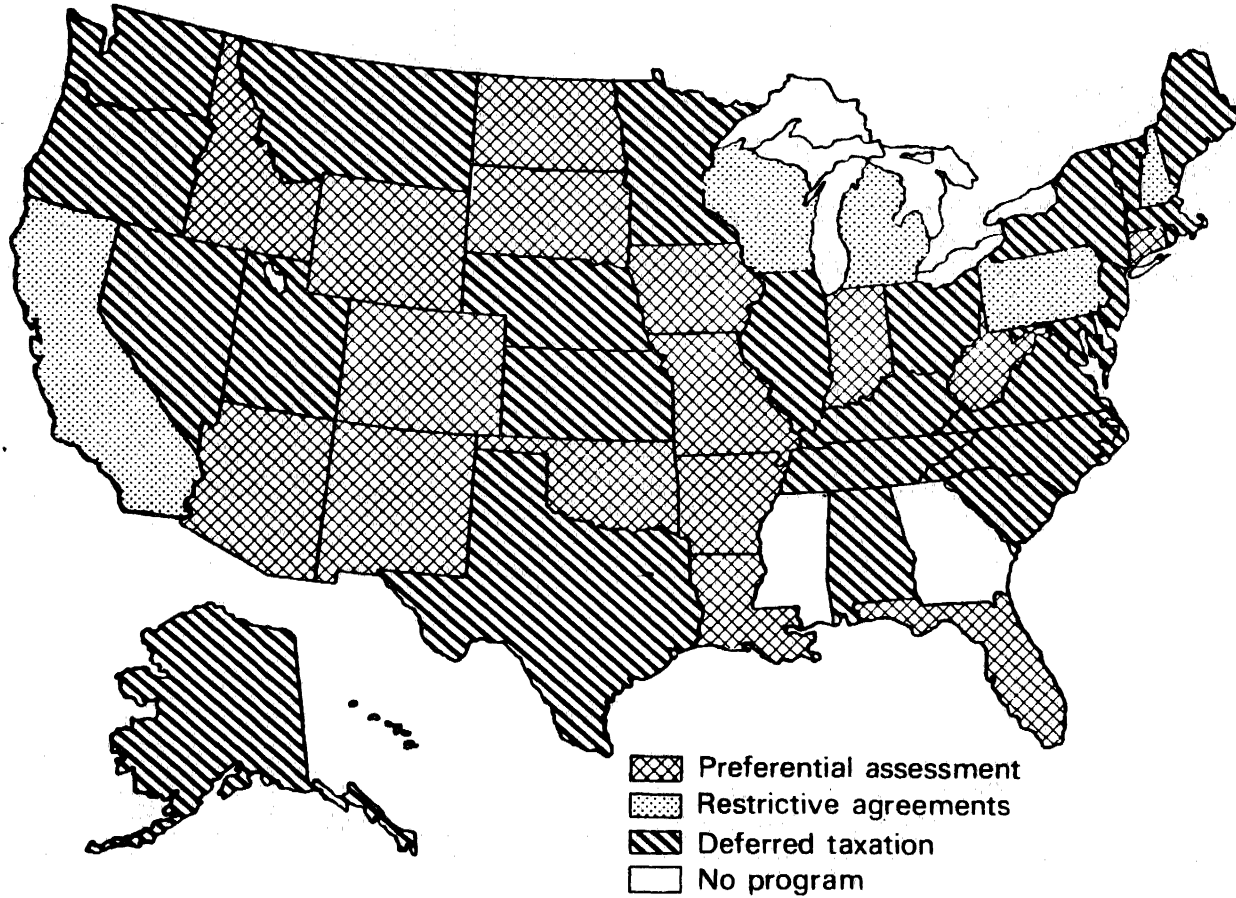 Preferential assessment
Restrictive agreements
Deferred taxation
No program